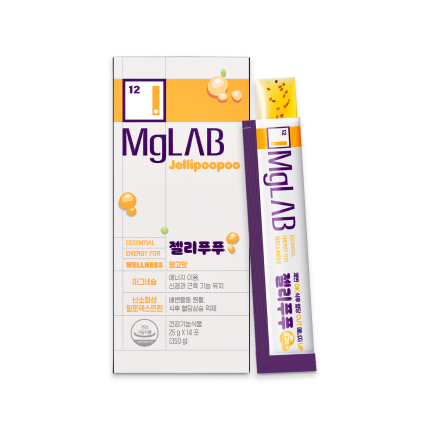 12
MgLAB
Jellipoopoo
ESSENTIAL
ENERGY FOR
WELLNESS
젤리푸푸
망고맛
마그네슘
에너지 이용,
신경과 근육 기능 유지
난소화성
말토덱스트린
배변활동 원활,
식후 혈당상승 억제
건강기능식품
25 g X 14 포
(350 g)
12
MgLAB
ESSENTIAL
ENERGY FOR
WELLNESS
젤리푸푸